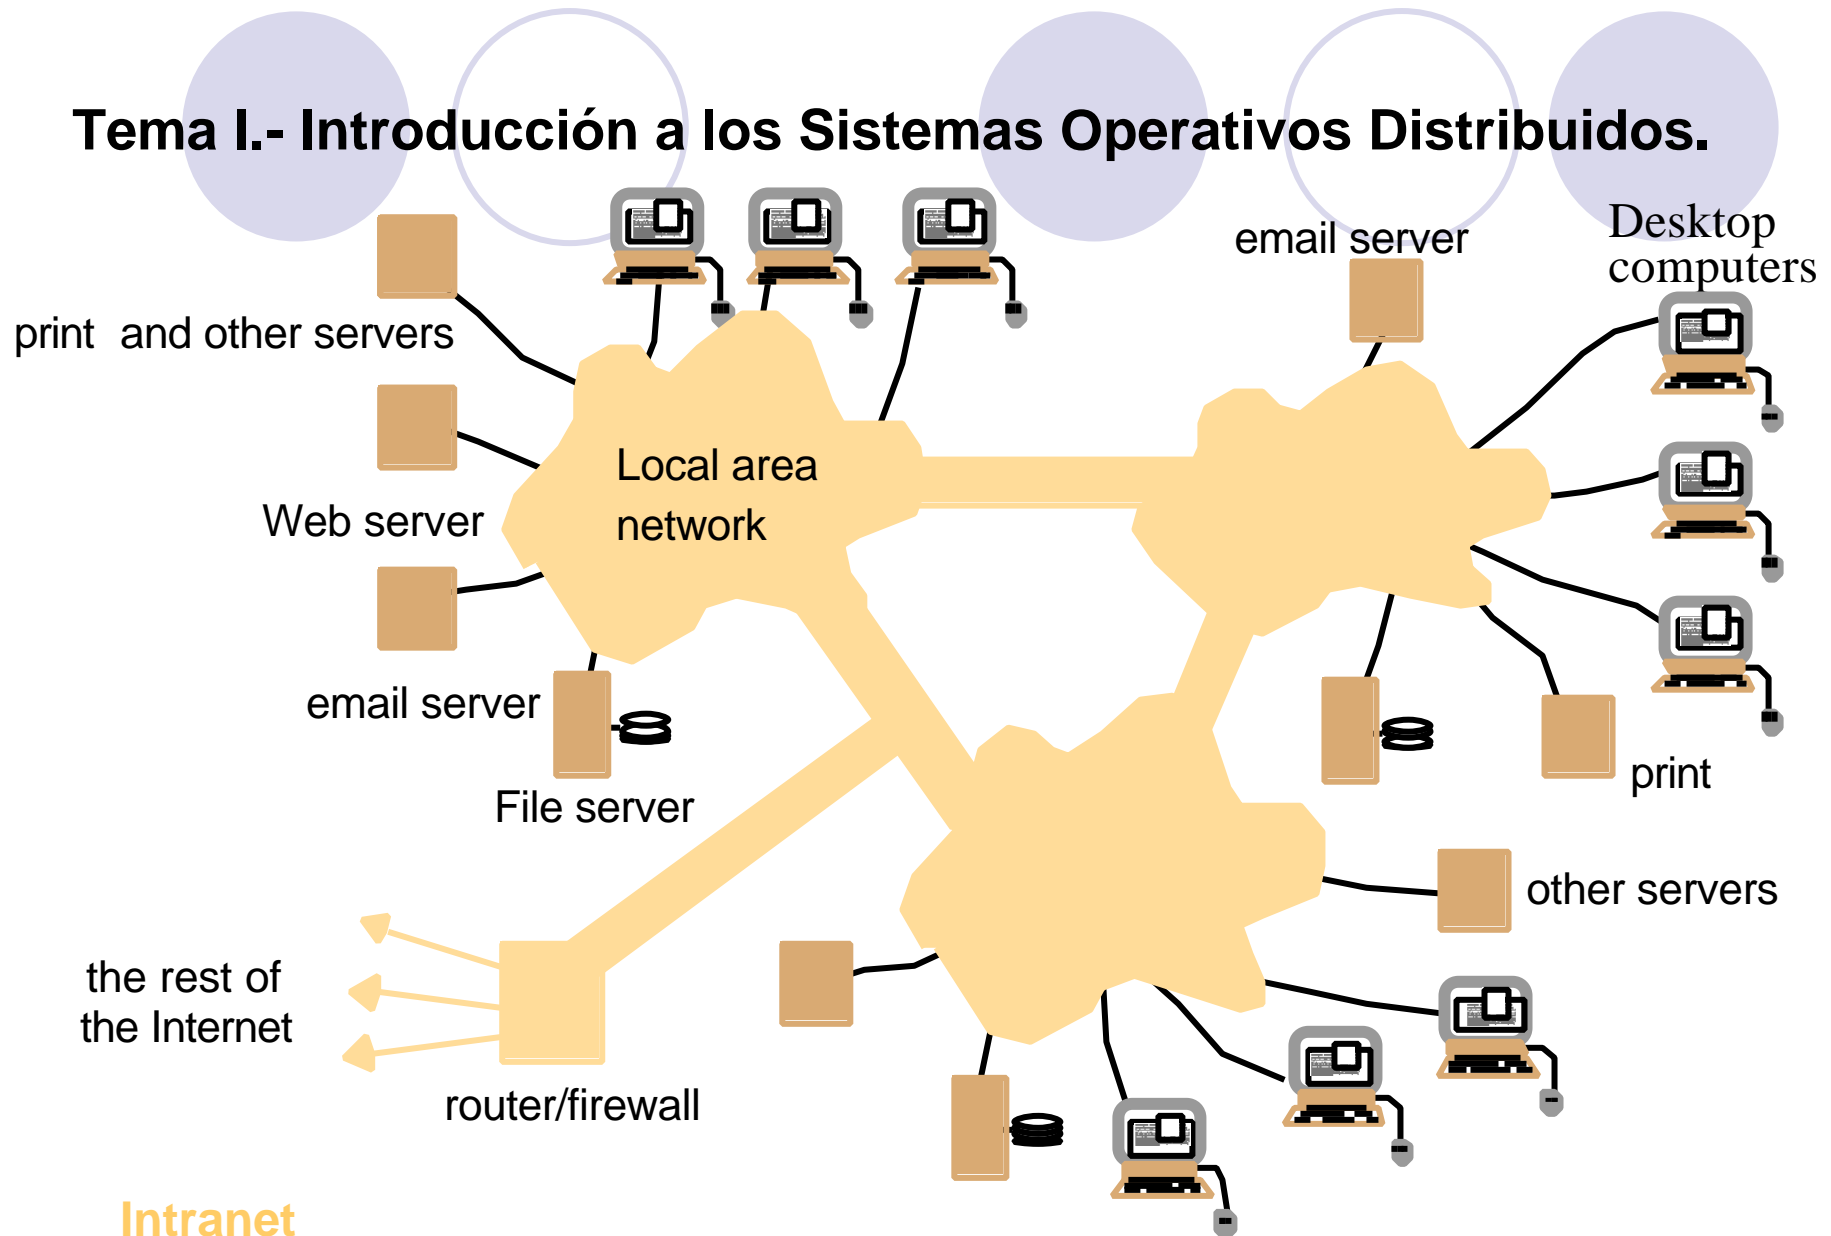 Tema I.- Introducción a los Sistemas Operativos Distribuidos.
email server
Desktop
computers
print and other servers
Local area
network
Web server
email server
File server
print
other servers
the rest of
the Internet
router/firewall
Intranet